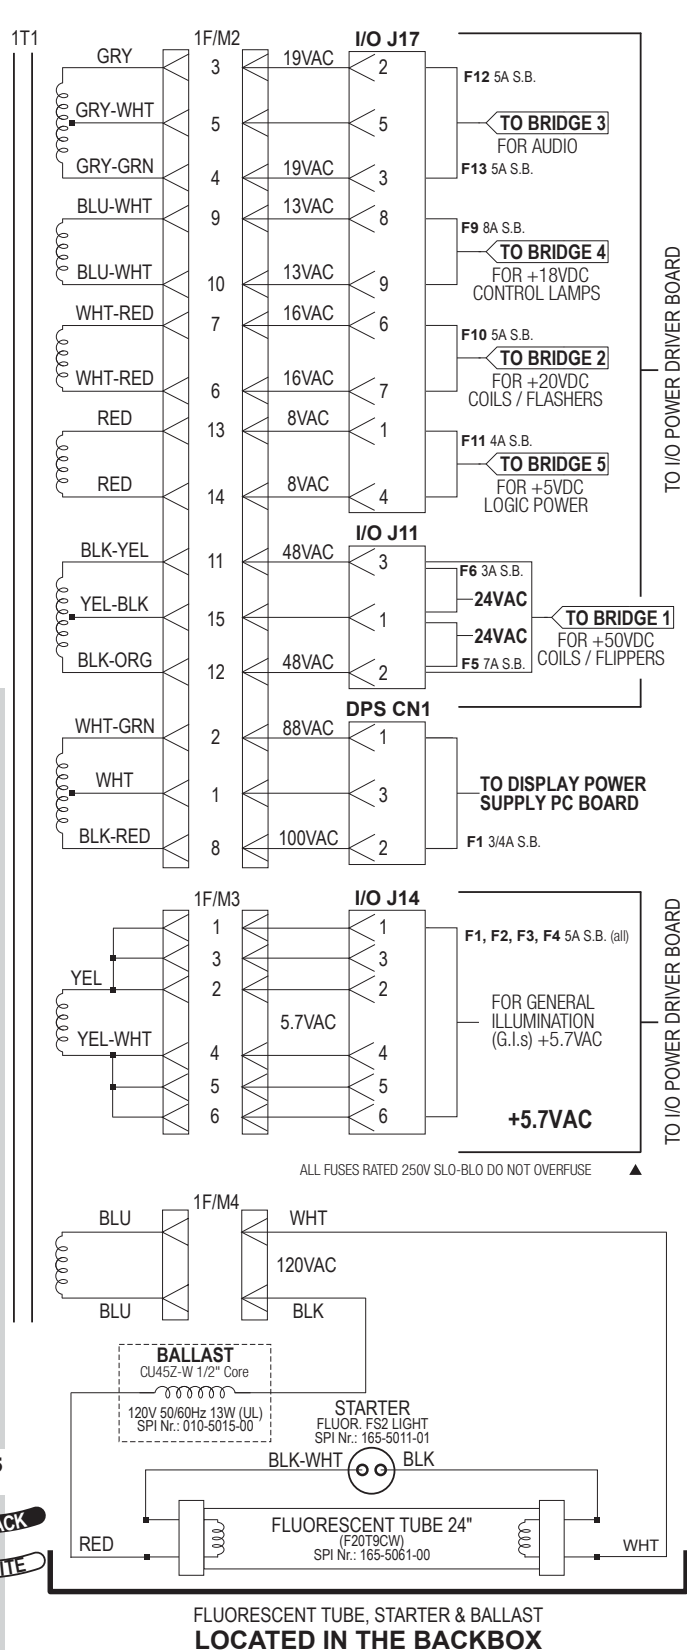 1T1
1F/M2
I/O J17
GRY
3
19VAC
2
F12 5A S.B.
GRY-WHT
5
5
TO BRIDGE 3
FOR AUDIO
GRY-GRN
4
19VAC
3
F13 5A S.B.
BLU-WHT
9
13VAC
8
F9 8A S.B.
TO BRIDGE 4
FOR +18VDC
CONTROL LAMPS
BLU-WHT
10
13VAC
9
WHT-RED
7
16VAC
6
F10 5A S.B.
TO BRIDGE 2
FOR +20VDC
COILS / FLASHERS
WHT-RED
6
16VAC
7
RED
13
8VAC
1
F11 4A S.B.
TO BRIDGE 5
FOR +5VDC
LOGIC POWER
RED
14
8VAC
4
TO I/O POWER DRIVER BOARD
I/O J11
BLK-YEL
11
48VAC
3
F6 3A S.B.
24VAC
YEL-BLK
15
1
TO BRIDGE 1
FOR +50VDC
COILS / FLIPPERS
24VAC
F5 7A S.B.
BLK-ORG
12
48VAC
2
DPS CN1
WHT-GRN
2
88VAC
1
WHT
1
3
TO DISPLAY POWER
SUPPLY PC BOARD
BLK-RED
8
100VAC
2
F1 3/4A S.B.
1F/M3
I/O J14
1
1
F1, F2, F3, F4 5A S.B. (all)
3
3
YEL
2
2
5.7VAC
FOR GENERAL
ILLUMINATION
(G.I.s) +5.7VAC
YEL-WHT
4
4
5
5
6
6
+5.7VAC
TO I/O POWER DRIVER BOARD
ALL FUSES RATED 250V SLO-BLO DO NOT OVERFUSE
1F/M4
BLU
WHT
120VAC
BLU
BLK
BALLAST
CU45Z-W 1/2" Core
120V 50/60Hz 13W (UL)
SPI Nr.: 010-5015-00
STARTER
FLUOR. FS2 LIGHT
SPI Nr.: 165-5011-01
BLK-WHT
BLK
S
ACK
ITE
RED
FLUORESCENT TUBE 24"
(F20T9CW)
SPI Nr.: 165-5061-00
WHT
FLUORESCENT TUBE, STARTER & BALLAST
LOCATED IN THE BACKBOX